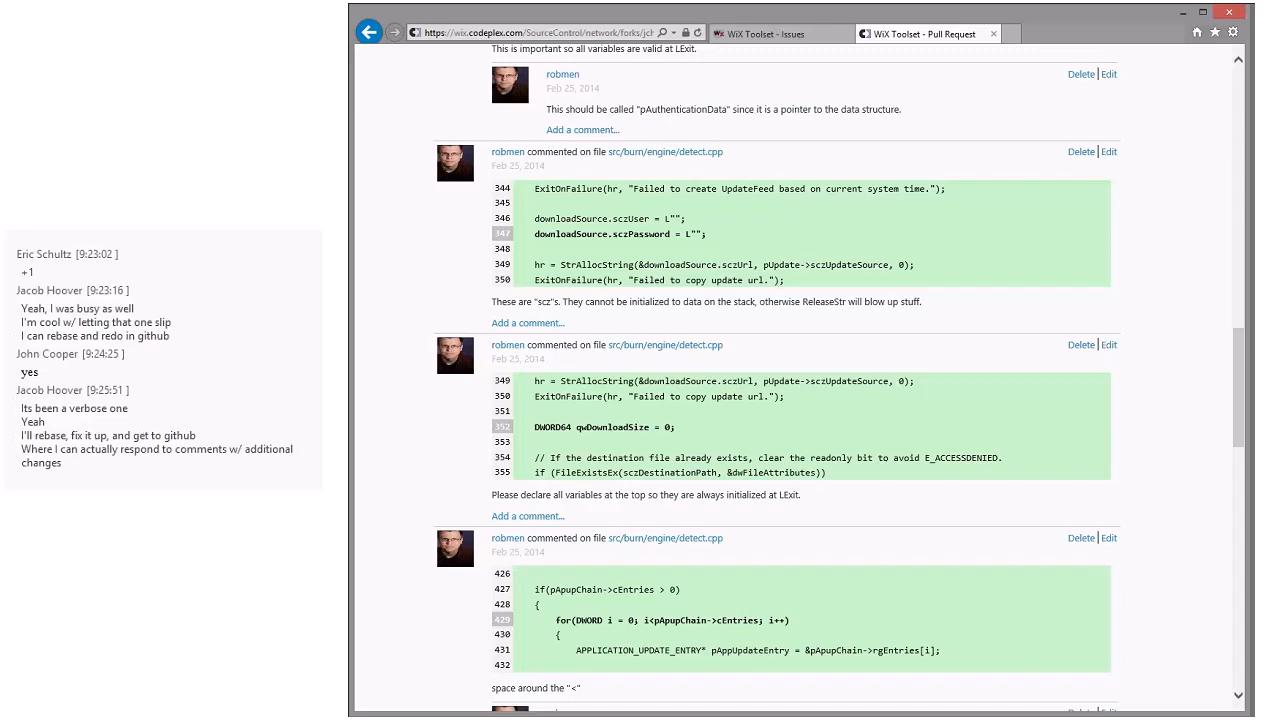 Eric Schultz [9:23:02 ]
+1
Jacob Hoover [9:23:16 ]
Yeah, I was busy as well
I'm cool w/ letting that one slip
I can rebase and redo in github
John Cooper [9:24:25 ]
yes
Jacob Hoover [9:25:51 ]
Its been a verbose one
Yeah
I'll rebase, fix it up, and get to github
Where I can actually respond to comments w/ additional
changes
https://wix.codeplex.com/SourceControl/network/forks/jch
WiX Toolset - Issues
WiX Toolset - Pull Request
This is important so all variables are valid at LExit.
robmen
Delete | Edit
Feb 25, 2014
This should be called "pAuthenticationData" since it is a pointer to the data structure.
Add a comment...
robmen commented on file src/burn/engine/detect.cpp
Delete | Edit
Feb 25, 2014
344 ExitOnFailure(hr, "Failed to create UpdateFeed based on current system time.");
345
346 downloadSource.sczUser = L"";
347 downloadSource.sczPassword = L"";
348
349 hr = StrAllocString(&downloadSource.sczUrl, pUpdate->sczUpdateSource, 0);
350 ExitOnFailure(hr, "Failed to copy update url.");
These are "scz"s. They cannot be initialized to data on the stack, otherwise ReleaseStr will blow up stuff.
Add a comment...
robmen commented on file src/burn/engine/detect.cpp
Delete | Edit
Feb 25, 2014
349 hr = StrAllocString(&downloadSource.sczUrl, pUpdate->sczUpdateSource, 0);
350 ExitOnFailure(hr, "Failed to copy update url.");
351
352 DWORD64 qwDownloadSize = 0;
353
354 // If the destination file already exists, clear the readonly bit to avoid E_ACCESSDENIED.
355 if (FileExistsEx(sczDestinationPath, &dwFileAttributes))
Please declare all variables at the top so they are always initialized at LExit.
Add a comment...
robmen commented on file src/burn/engine/detect.cpp
Delete | Edit
Feb 25, 2014
426
427 if(pApupChain->cEntries > 0)
428 {
429 for(DWORD i = 0; i<pApupChain->cEntries; i++)
430 {
431 APPLICATION_UPDATE_ENTRY* pAppUpdateEntry = &pApupChain->rgEntries[i];
432
space around the "<"